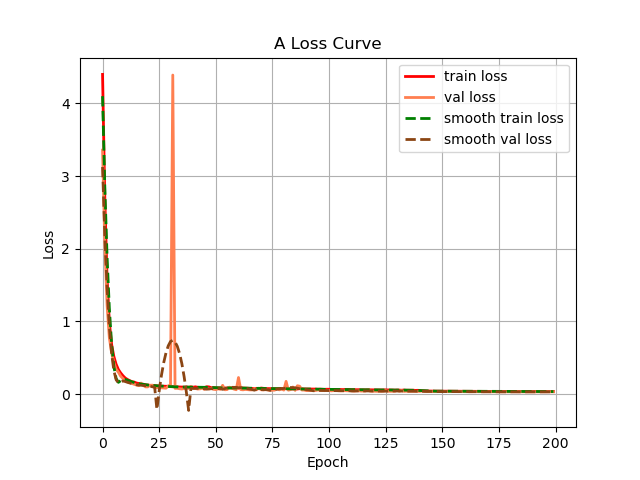 A Loss Curve
train loss
val loss
smooth train loss
smooth val loss
4
3
2
1
0
Loss
0 25 50 75 100 125 150 175 200
Epoch